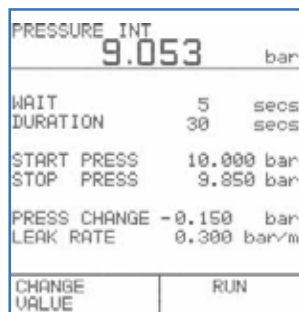 PRESSURE INT
9.053 bar
WAIT 5 secs
DURATION 30 secs
START PRESS 10.000 bar
STOP PRESS 9.850 bar
PRESS CHANGE -0.150 bar
LEAK RATE 0.300 bar/m
CHANGE VALUE
RUN